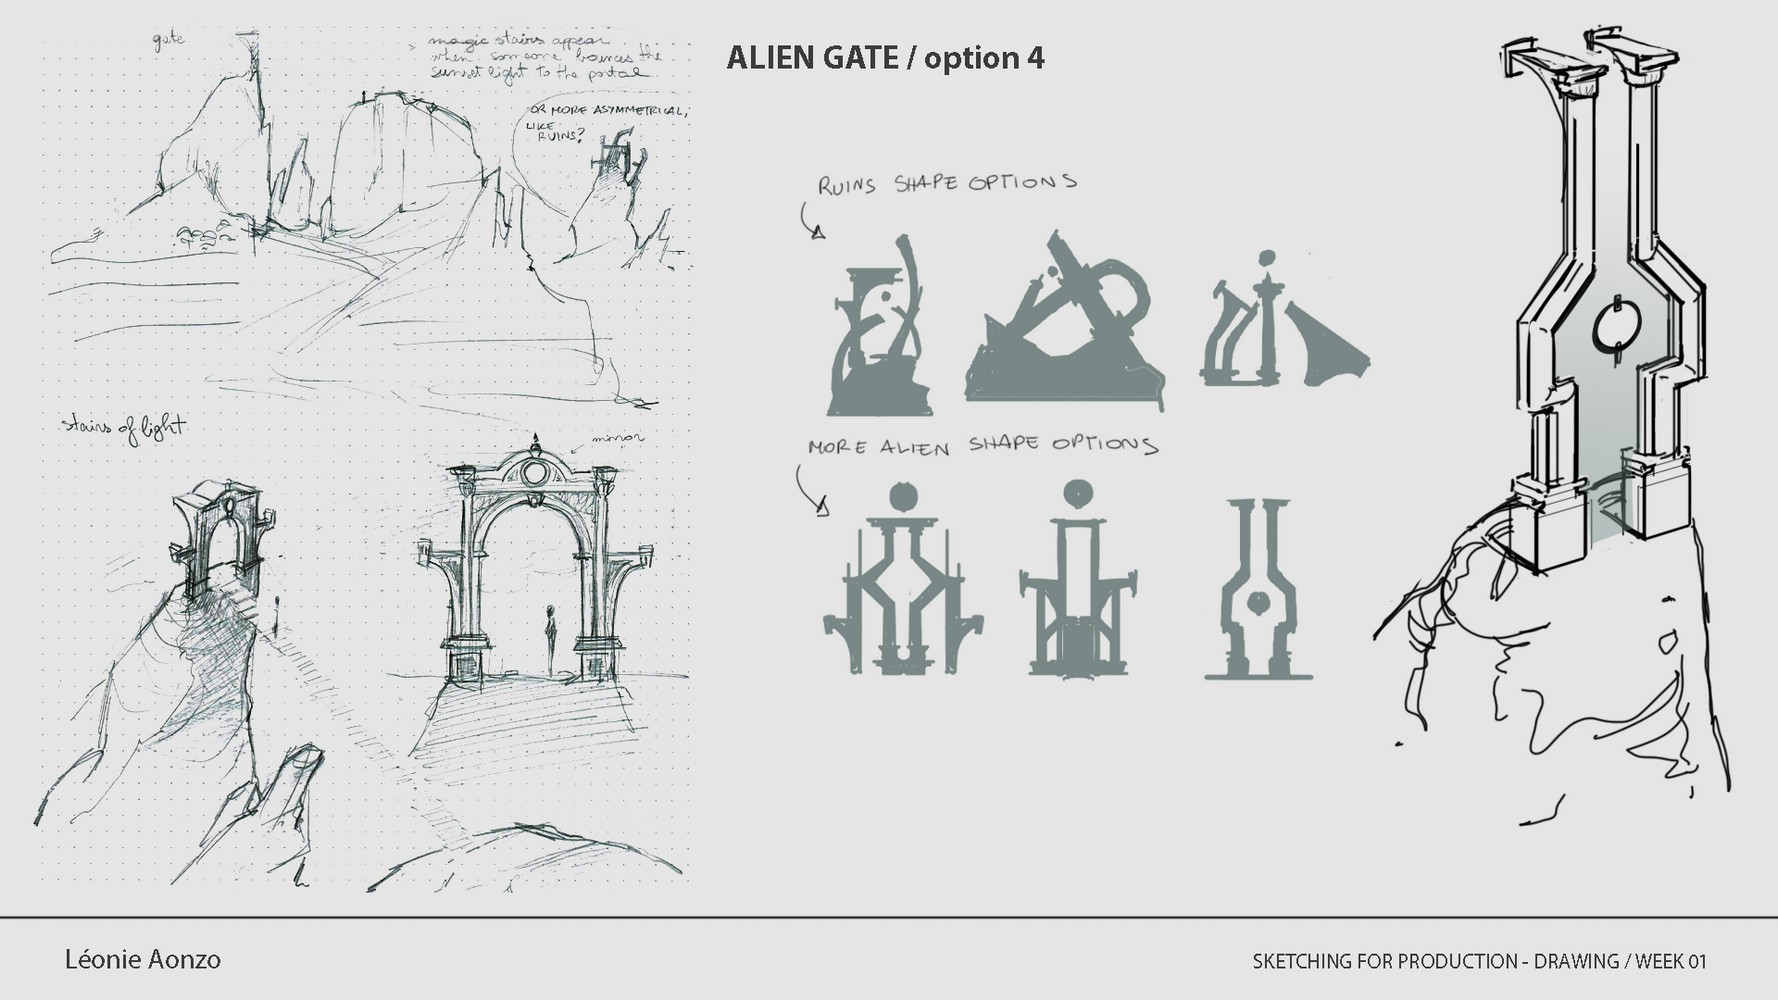 ALIEN GATE / option 4
gate
magic stairs appear
when someone bounces the
sunset light to the portal
OR MORE ASYMMETRICAL,
LIKE
RUINS?
RUINS SHAPE OPTIONS
stairs of light
mirror
MORE ALIEN SHAPE OPTIONS
Léonie Aonzo
SKETCHING FOR PRODUCTION - DRAWING / WEEK 01